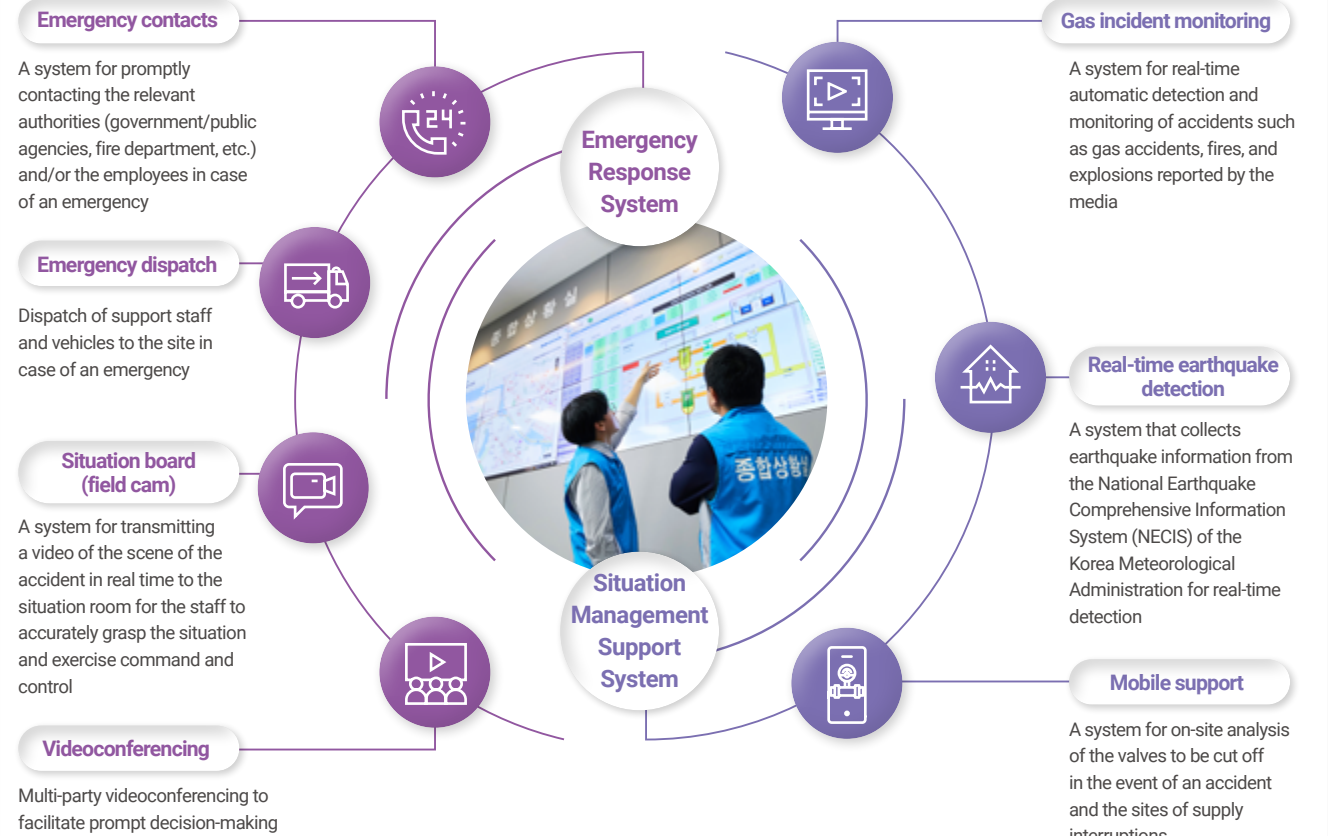 Emergency contacts
A system for promptly
contacting the relevant
authorities (government/public
agencies, fire department, etc.)
and/or the employees in case
of an emergency
Emergency dispatch
Dispatch of support staff
and vehicles to the site in
case of an emergency
Situation board
(field cam)
A system for transmitting
a video of the scene of the
accident in real time to the
situation room for the staff to
accurately grasp the situation
and exercise command and
control
Videoconferencing
Multi-party videoconferencing to
facilitate prompt decision-making
24
Emergency
Response
System
종합상황실
종합상황실
Situation
Management
Support
System
Gas incident monitoring
A system for real-time
automatic detection and
monitoring of accidents such
as gas accidents, fires, and
explosions reported by the
media
Real-time earthquake
detection
A system that collects
earthquake information from
the National Earthquake
Comprehensive Information
System (NECIS) of the
Korea Meteorological
Administration for real-time
detection
Mobile support
A system for on-site analysis
of the valves to be cut off
in the event of an accident
and the sites of supply
interruptions